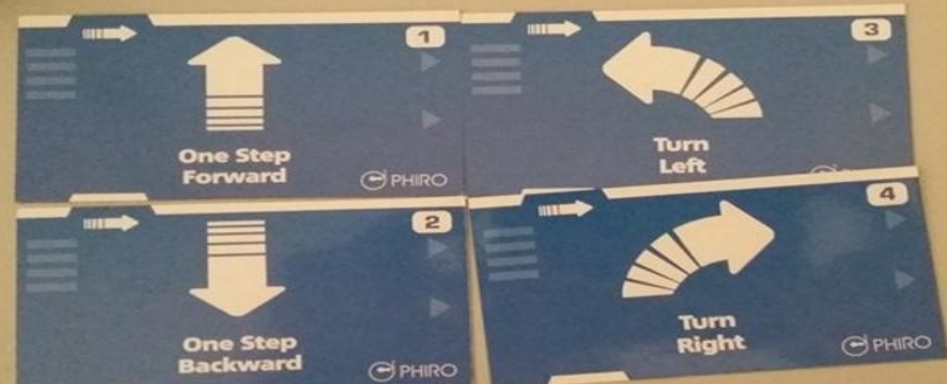 1
One Step
Forward
PHIRO
3
Turn
Left
2
One Step
Backward
PHIRO
4
Turn
Right
PHIRO